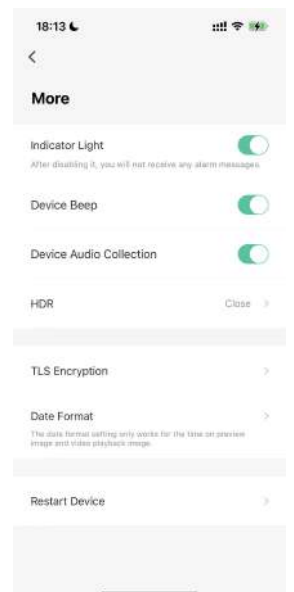 18:13
More
Indicator Light
After disabling it, you will not receive any alarm messages.
Device Beep
Device Audio Collection
HDR
Close
TLS Encryption
Date Format
The date format setting only works for the time on preview
image and video playback image.
Restart Device